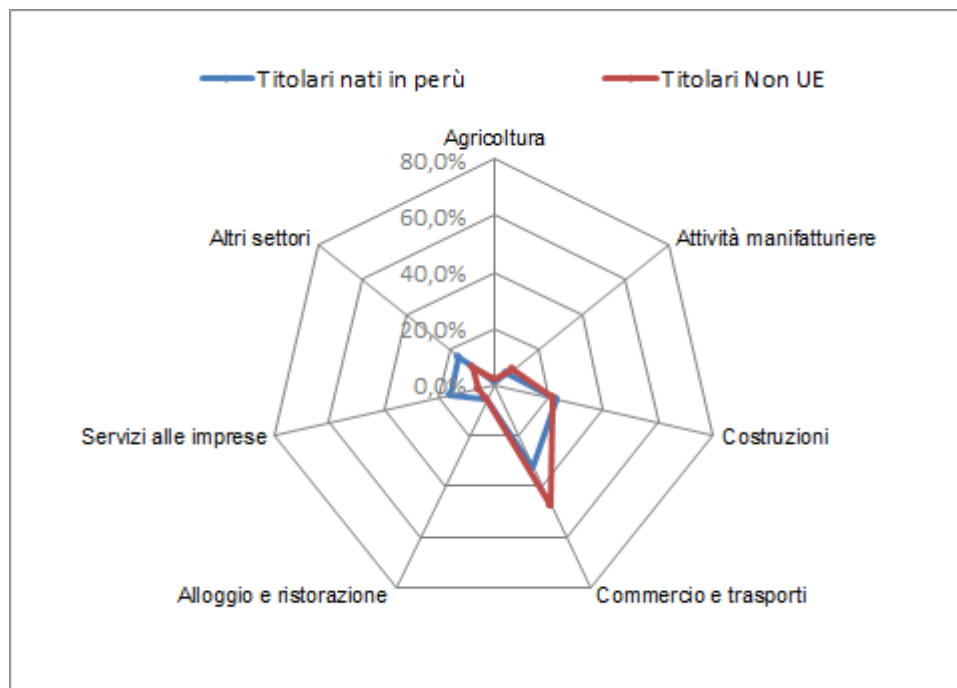 Titolari nati in perù
Titolari Non UE
Agricoltura
80,0%
60,0%
Altri settori
Attività manifatturiere
40,0%
20,0%
0,0%
Servizi alle imprese
Costruzioni
Alloggio e ristorazione
Commercio e trasporti